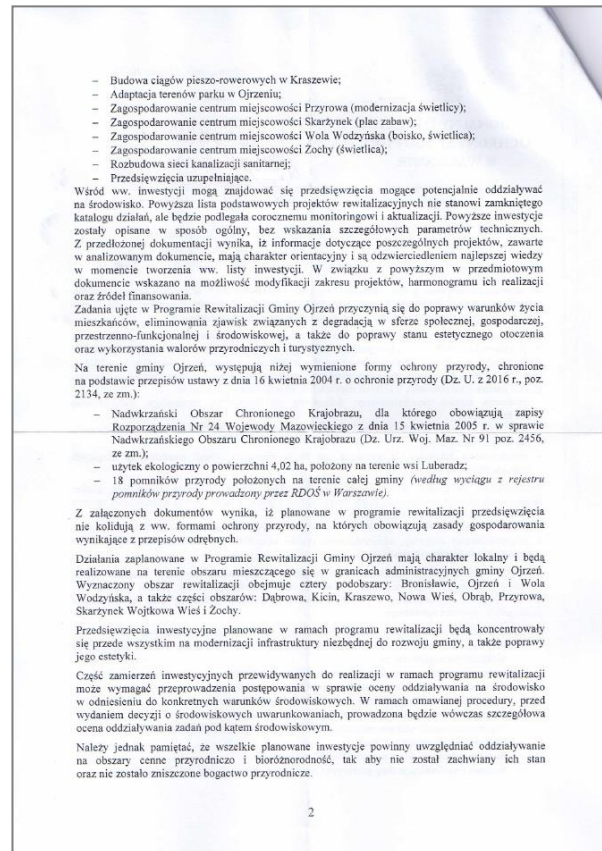 – Budowa ciągów pieszo-rowerowych w Kraszewie;
– Adaptacja terenów parku w Ojrzeniu;
– Zagospodarowanie centrum miejscowości Przyrowa (modernizacja świetlicy);
– Zagospodarowanie centrum miejscowości Skarżynek (plac zabaw);
– Zagospodarowanie centrum miejscowości Wola Wodzyńska (boisko, świetlica);
– Zagospodarowanie centrum miejscowości Żochy (świetlica);
– Rozbudowa sieci kanalizacji sanitarnej;
– Przedsięwzięcia uzupełniające.
Wśród ww. inwestycji mogą znajdować się przedsięwzięcia mogące potencjalnie oddziaływać
na środowisko. Powyższa lista podstawowych projektów rewitalizacyjnych nie stanowi zamkniętego
katalogu działań, ale będzie podlegała corocznemu monitoringowi i aktualizacji. Powyższe inwestycje
zostały opisane w sposób ogólny, bez wskazania szczegółowych parametrów technicznych.
Z przedłożonej dokumentacji wynika, iż informacje dotyczące poszczególnych projektów, zawarte
w analizowanym dokumencie, mają charakter orientacyjny i są odzwierciedleniem najlepszej wiedzy
w momencie tworzenia ww. listy inwestycji. W związku z powyższym w przedmiotowym
dokumencie wskazano na możliwość modyfikacji zakresu projektów, harmonogramu ich realizacji
oraz źródeł finansowania.
Zadania ujęte w Programie Rewitalizacji Gminy Ojrzeń przyczynią się do poprawy warunków życia
mieszkańców, eliminowania zjawisk związanych z degradacją w sferze społecznej, gospodarczej,
przestrzenno-funkcjonalnej i środowiskowej, a także do poprawy stanu estetycznego otoczenia
oraz wykorzystania walorów przyrodniczych i turystycznych.
Na terenie gminy Ojrzeń, występują niżej wymienione formy ochrony przyrody, chronione
na podstawie przepisów ustawy z dnia 16 kwietnia 2004 r. o ochronie przyrody (Dz. U. z 2016 r., poz.
2134, ze zm.):
– Nadwkrzański Obszar Chronionego Krajobrazu, dla którego obowiązują zapisy
Rozporządzenia Nr 24 Wojewody Mazowieckiego z dnia 15 kwietnia 2005 r. w sprawie
Nadwkrzańskiego Obszaru Chronionego Krajobrazu (Dz. Urz. Woj. Maz. Nr 91 poz. 2456,
ze zm.);
– użytek ekologiczny o powierzchni 4,02 ha, położony na terenie wsi Luberadz;
– 18 pomników przyrody położonych na terenie całej gminy (według wyciągu z rejestru
pomników przyrody prowadzony przez RDOŚ w Warszawie).
Z załączonych dokumentów wynika, iż planowane w programie rewitalizacji przedsięwzięcia
nie kolidują z ww. formami ochrony przyrody, na których obowiązują zasady gospodarowania
wynikające z przepisów odrębnych.
Działania zaplanowane w Programie Rewitalizacji Gminy Ojrzeń mają charakter lokalny i będą
realizowane na terenie obszaru mieszczącego się w granicach administracyjnych gminy Ojrzeń.
Wyznaczony obszar rewitalizacji obejmuje cztery podobszary: Bronisławie, Ojrzeń i Wola
Wodzyńska, a także części obszarów: Dąbrowa, Kicin, Kraszewo, Nowa Wieś, Obrąb, Przyrowa,
Skarżynek Wojtkowa Wieś i Żochy.
Przedsięwzięcia inwestycyjne planowane w ramach programu rewitalizacji będą koncentrowały
się przede wszystkim na modernizacji infrastruktury niezbędnej do rozwoju gminy, a także poprawy
jego estetyki.
Część zamierzeń inwestycyjnych przewidywanych do realizacji w ramach programu rewitalizacji
może wymagać przeprowadzenia postępowania w sprawie oceny oddziaływania na środowisko
w odniesieniu do konkretnych warunków środowiskowych. W ramach omawianej procedury, przed
wydaniem decyzji o środowiskowych uwarunkowaniach, prowadzona będzie wówczas szczegółowa
ocena oddziaływania zadań pod kątem środowiskowym.
Należy jednak pamiętać, że wszelkie planowane inwestycje powinny uwzględniać oddziaływanie
na obszary cenne przyrodniczo i bioróżnorodność, tak aby nie został zachwiany ich stan
oraz nie zostało zniszczone bogactwo przyrodnicze.
2